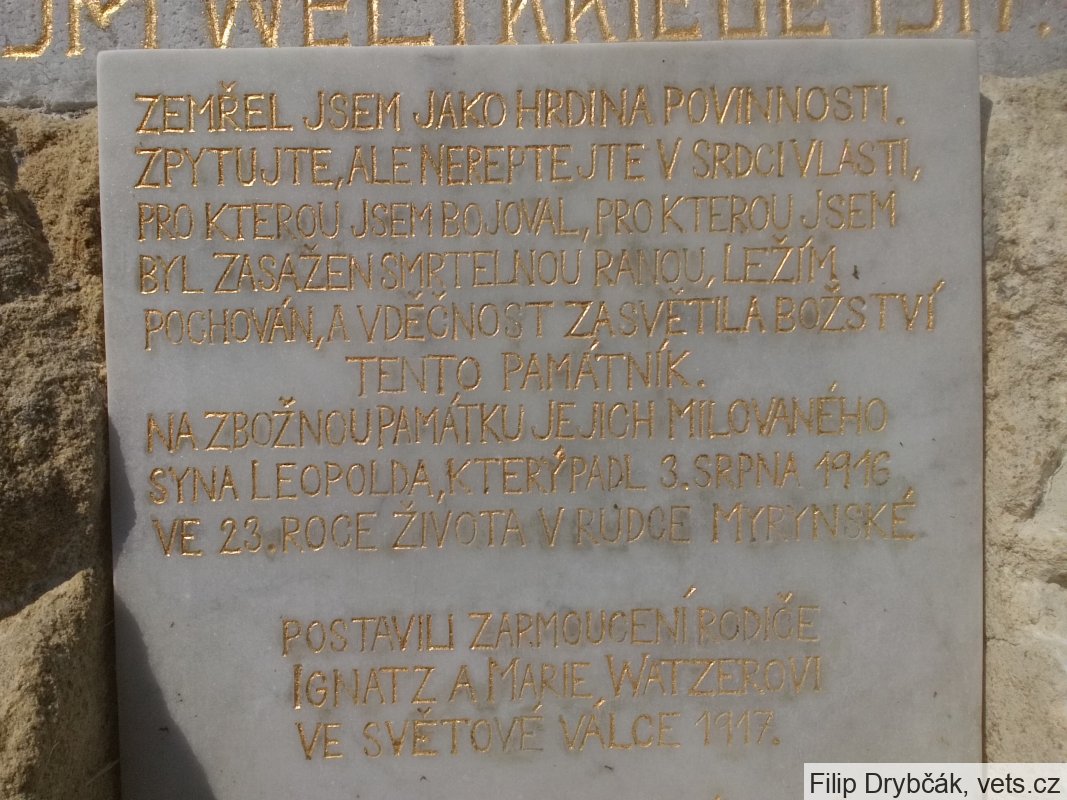 IM WELTKRIEGE 1917.
ZEMŘEL JSEM JAKO HRDINA POVINNOSTI.
ZPYTUJTE, ALE NEREPTEJTE V SRDCI VLASTI,
PRO KTEROU JSEM BOJOVAL, PRO KTEROU JSEM
BYL ZASAŽEN SMRTELNOU RANOU, LEŽÍM
POCHOVÁN, A VDĚČNOST ZASVĚTILA BOŽSTVÍ
TENTO PAMÁTNÍK.
NA ZBOŽNOU PAMÁTKU JEJICH MILOVANÉHO
SYNA LEOPOLDA, KTERÝ PADL 3. SRPNA 1916
VE 23. ROCE ŽIVOTA V RUDCE MYRYNSKÉ
POSTAVILI ZARMOUCENÍ RODIČE
IGNATZ A MARIE WATZEROVI
VE SVĚTOVÉ VÁLCE 1917.
Filip Drybčák, vets.cz